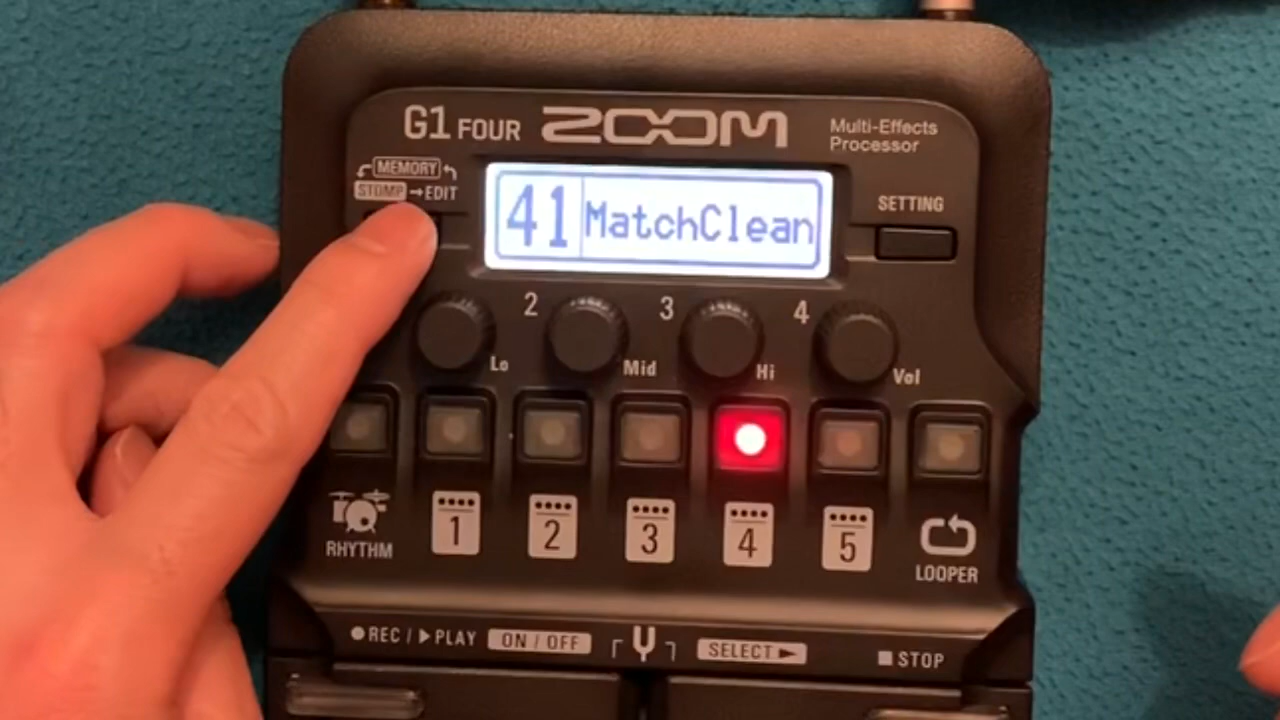 G1 FOUR ZOOM Multi-Effects
Processor
MEMORY
STOMP → EDIT
41 MatchClean
SETTING
2 3 4
Lo Mid Hi Vol
1 2 3 4 5
RHYTHM LOOPER
● REC / ▶ PLAY ON / OFF SELECT ▶ ■ STOP